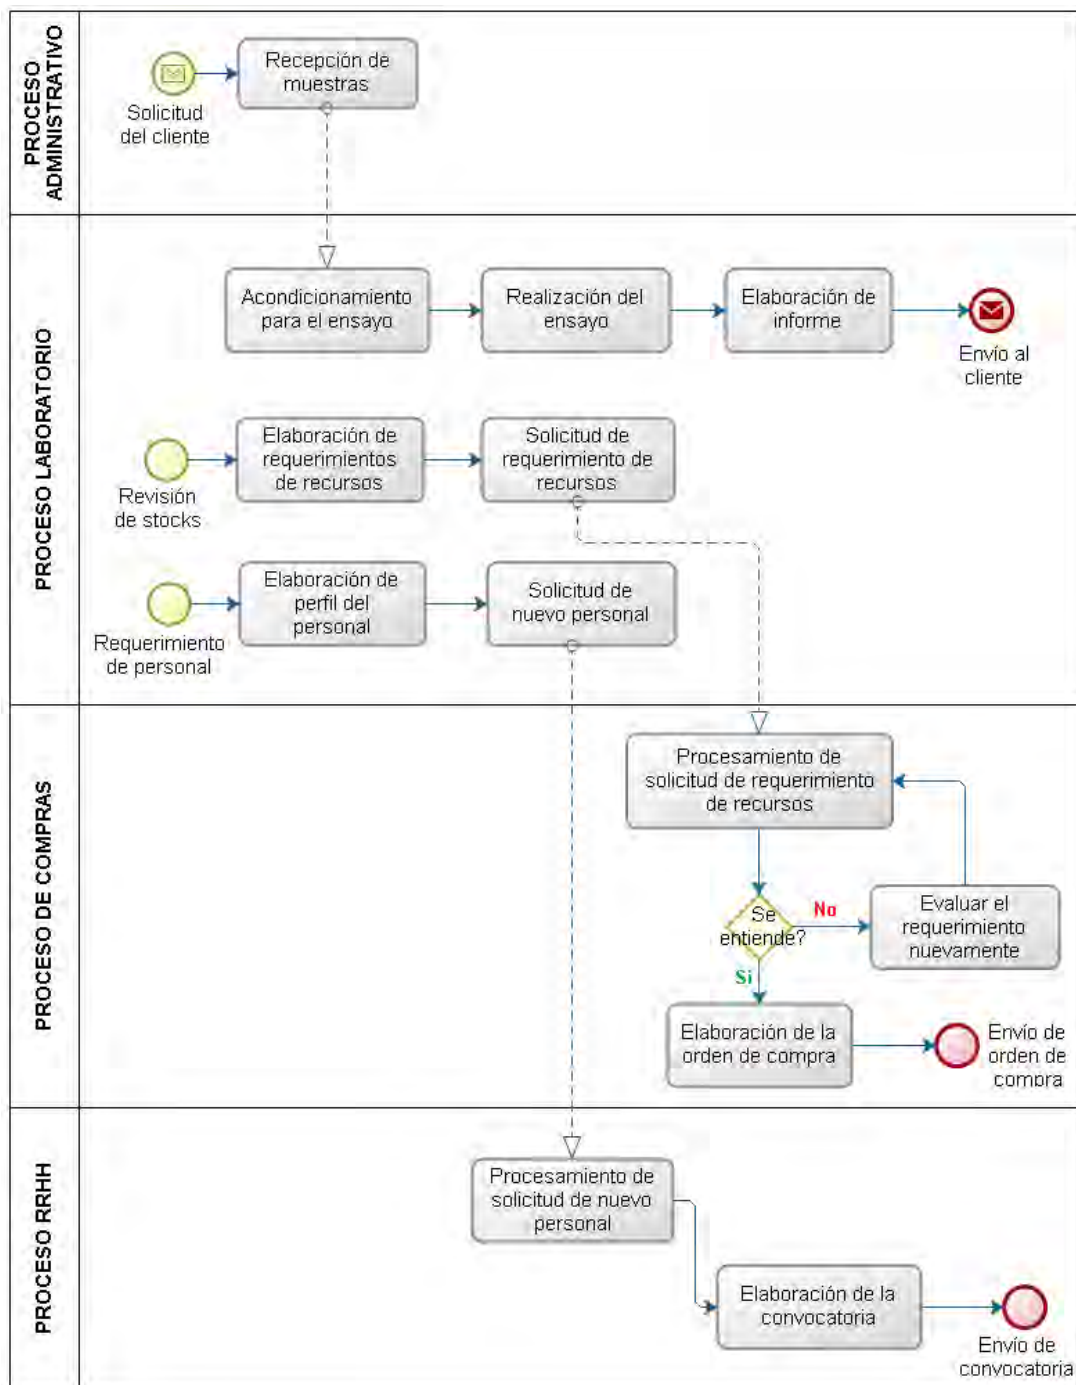 PROCESO
ADMINISTRATIVO
Recepción de
muestras
Solicitud
del cliente
PROCESO LABORATORIO
Acondicionamiento
para el ensayo
Realización del
ensayo
Elaboración de
informe
Envío al
cliente
Elaboración de
requerimientos
de recursos
Solicitud de
requerimiento de
recursos
Revisión
de stocks
Elaboración de
perfil del
personal
Solicitud de
nuevo personal
Requerimiento
de personal
PROCESO DE COMPRAS
Procesamiento de
solicitud de requerimiento
de recursos
Se
entiende?
No
Evaluar el
requerimiento
nuevamente
Si
Elaboración de la
orden de compra
Envío de
orden de
compra
PROCESO RRHH
Procesamiento de
solicitud de nuevo
personal
Elaboración de la
convocatoria
Envío de
convocatoria